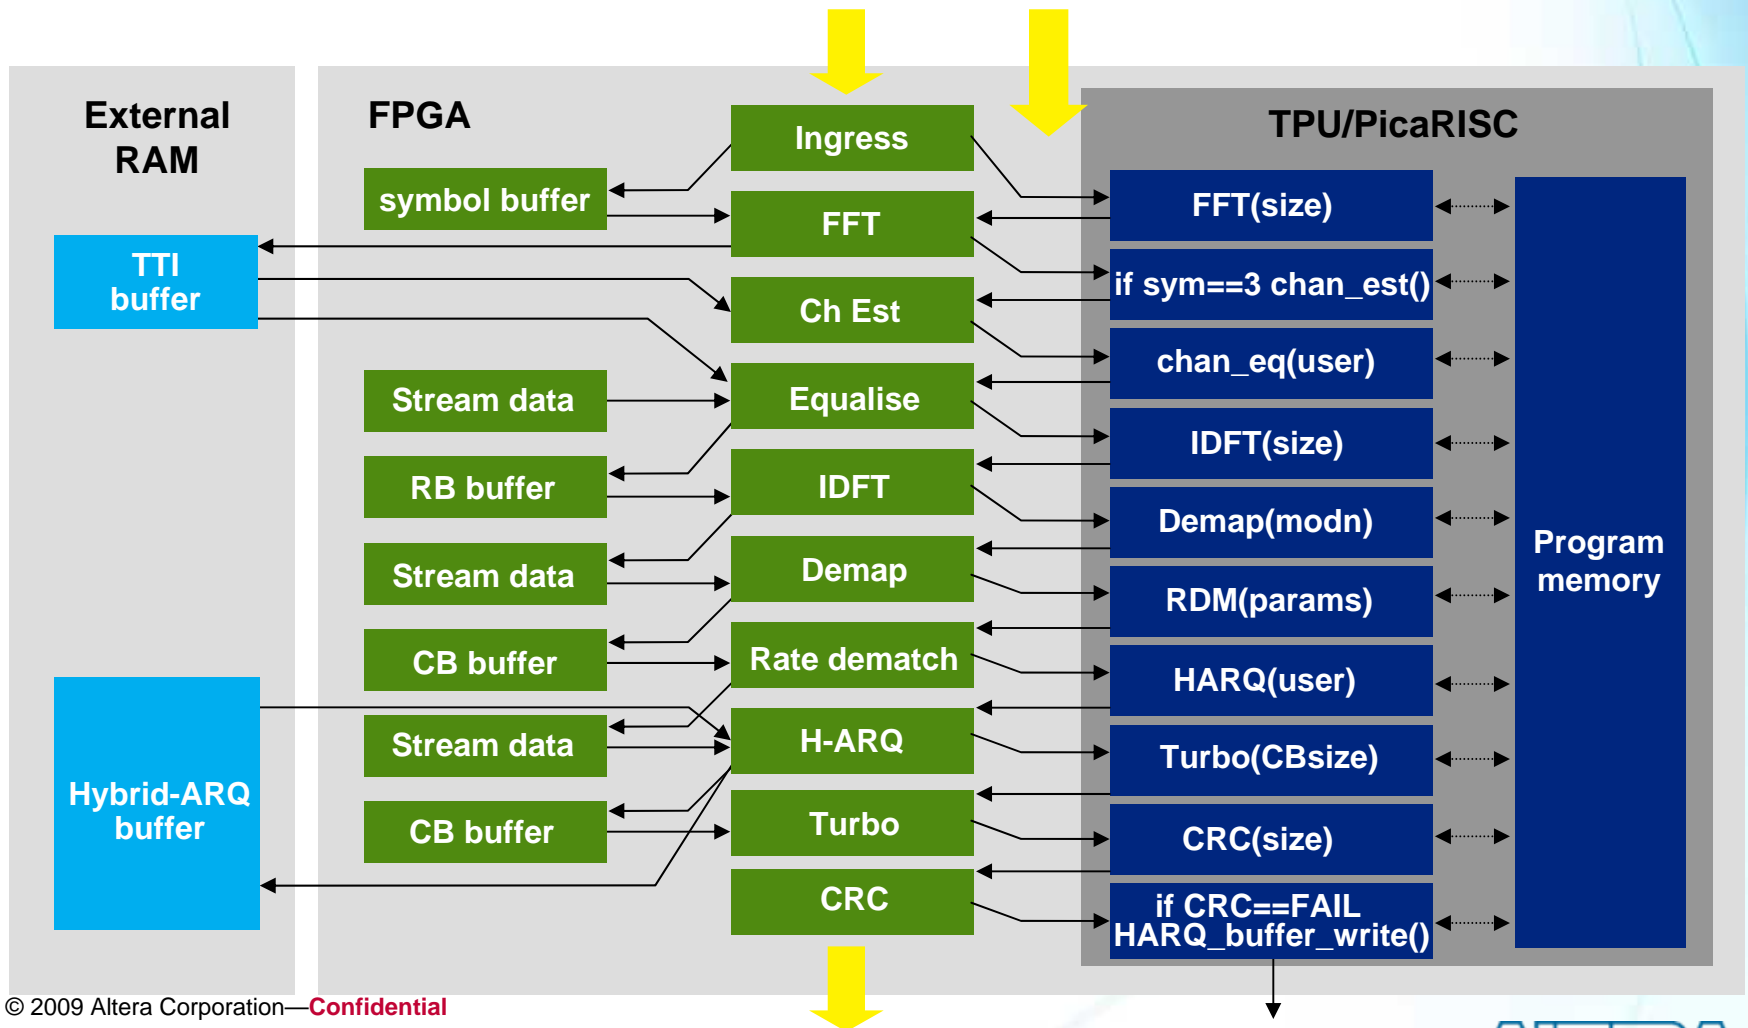 External
RAM
TTI
buffer
Hybrid-ARQ
buffer
FPGA
symbol buffer
Stream data
RB buffer
Stream data
CB buffer
Stream data
CB buffer
Ingress
FFT
Ch Est
Equalise
IDFT
Demap
Rate dematch
H-ARQ
Turbo
CRC
TPU/PicaRISC
FFT(size)
if sym==3 chan_est()
chan_eq(user)
IDFT(size)
Demap(modn)
RDM(params)
HARQ(user)
Turbo(CBsize)
CRC(size)
if CRC==FAIL
HARQ_buffer_write()
Program
memory
© 2009 Altera Corporation—Confidential